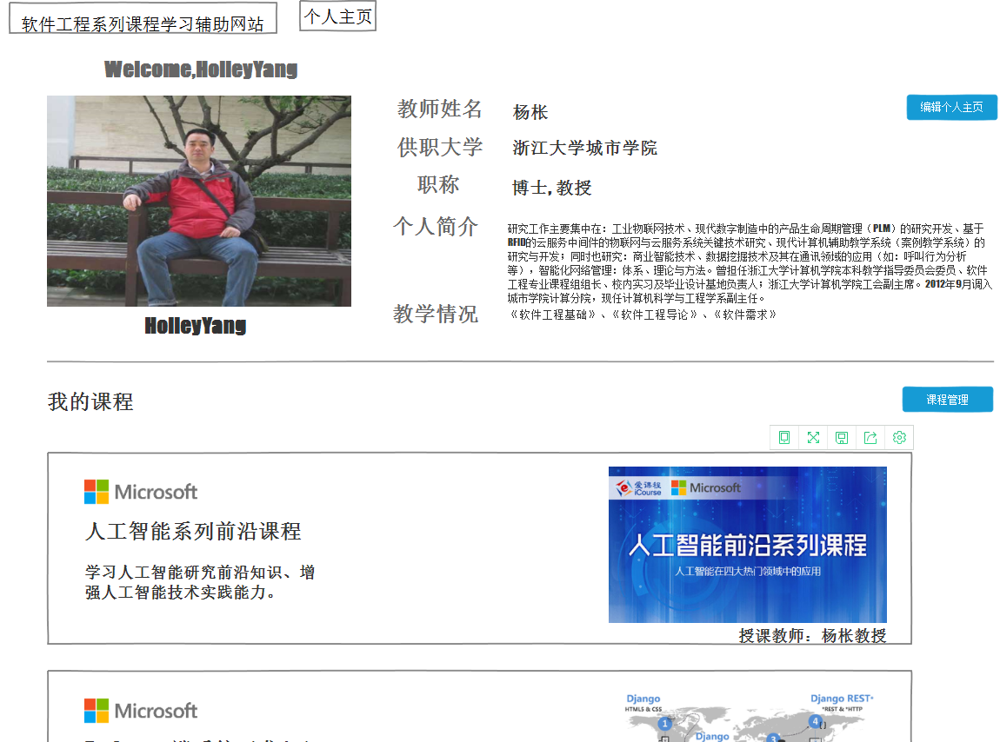 软件工程系列课程学习辅助网站
个人主页
Welcome,HolleyYang
教师姓名
杨枨
编辑个人主页
供职大学
浙江大学城市学院
职称
博士,教授
个人简介
研究工作主要集中在：工业物联网技术、现代数字制造中的产品生命周期管理（PLM）的研究开发、基于
RFID的云服务中间件的物联网与云服务系统关键技术研究、现代计算机辅助教学系统（案例教学系统）的
研究与开发；同时也研究：商业智能技术、数据挖掘技术及其在通讯领域的应用（如：呼叫行为分析
等），智能化网络管理：体系、理论与方法。曾担任浙江大学计算机学院本科教学指导委员会委员、软件
工程专业课程组组长、校内实习及毕业设计基地负责人；浙江大学计算机学院工会副主席。2012年9月调入
城市学院计算分院，现任计算机科学与工程学系副主任。
教学情况
《软件工程基础》、《软件工程导论》、《软件需求》
HolleyYang
我的课程
课程管理
Microsoft
人工智能系列前沿课程
学习人工智能研究前沿知识、增
强人工智能技术实践能力。
爱课程
iCourse
Microsoft
人工智能前沿系列课程
人工智能在四大热门领域中的应用
授课教师：杨枨教授
Microsoft
Django
HTML5 & CSS
1
Django REST*
*REST & *HTTP
4
Django
3